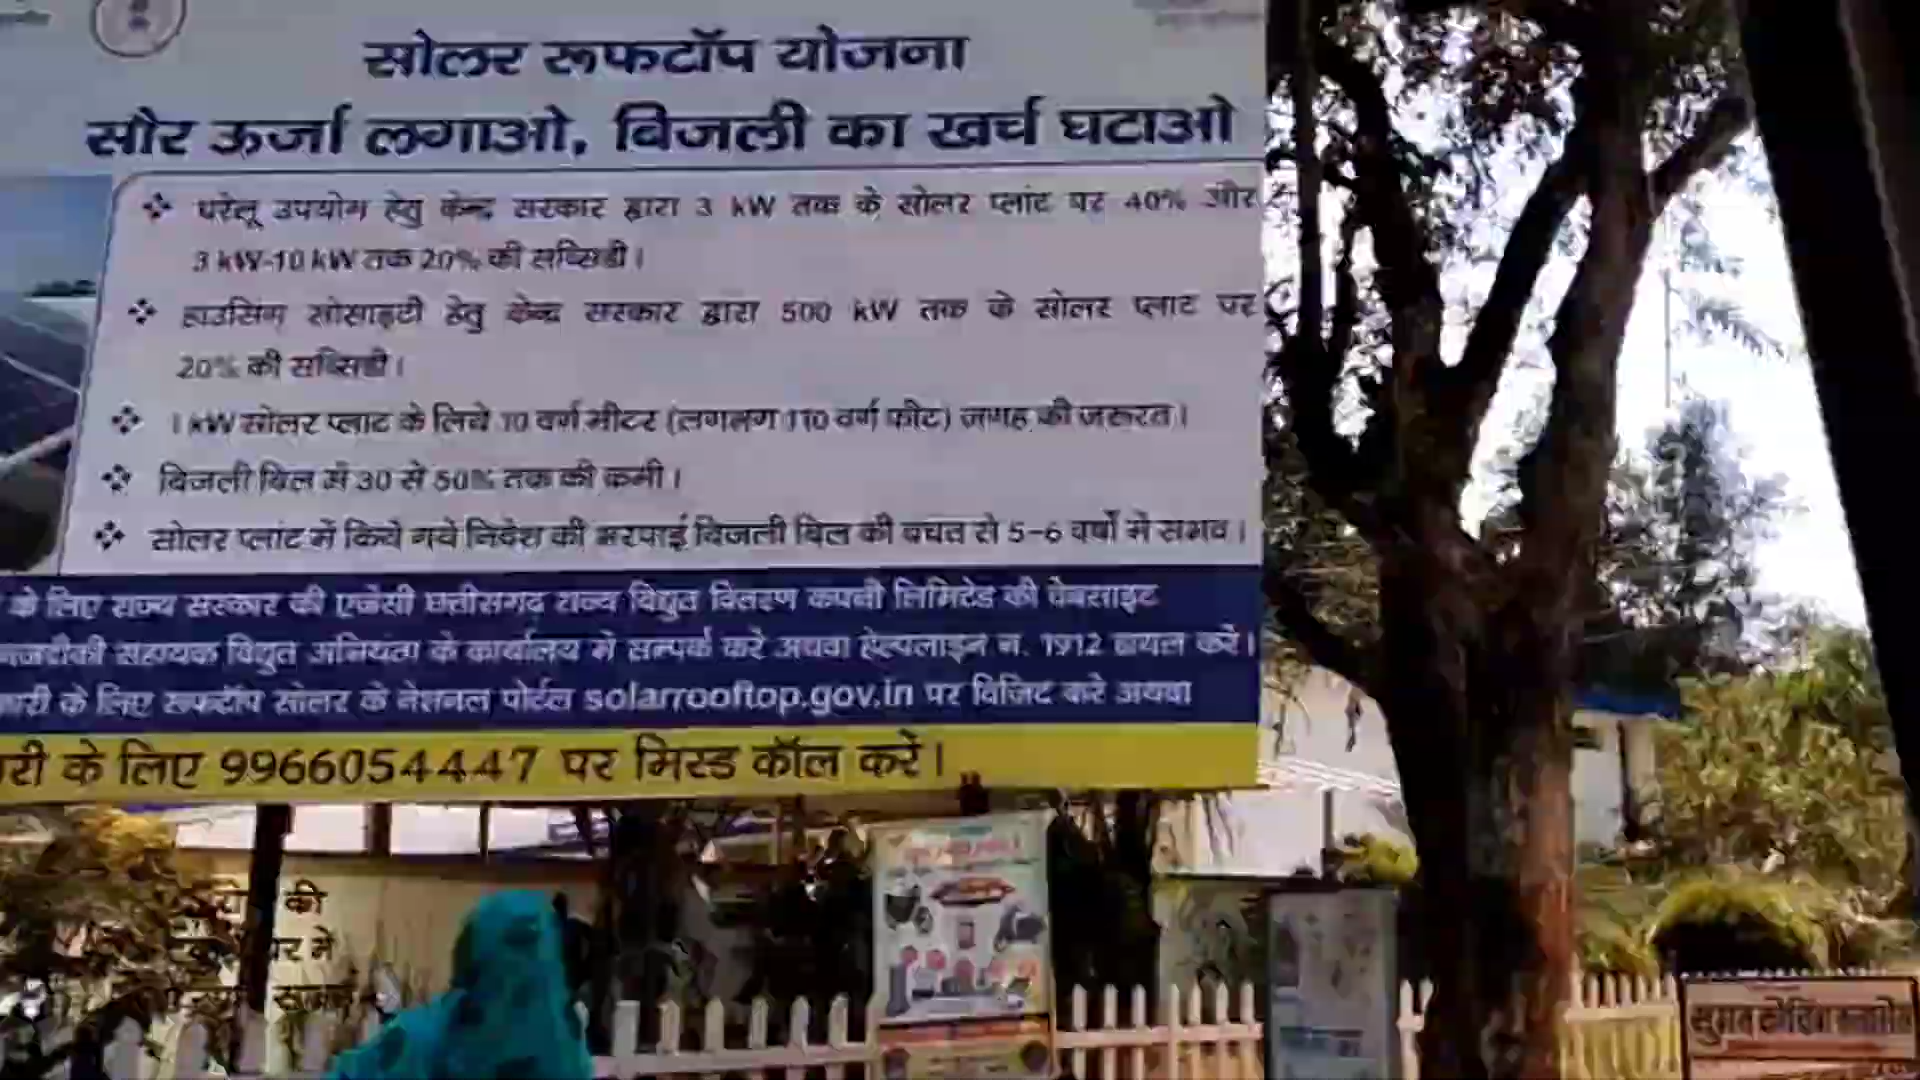 सोलर रूफटॉप योजना
सौर ऊर्जा लगाओ, बिजली का खर्च घटाओ
घरेलू उपयोग हेतु केन्द्र सरकार द्वारा 3 kW तक के सोलर प्लांट पर 40% और
3 kW-10 kW तक 20% की सब्सिडी।
हाउसिंग सोसाइटी हेतु केन्द्र सरकार द्वारा 500 kW तक के सोलर प्लांट पर
20% की सब्सिडी।
1 kW सोलर प्लांट के लिये 10 वर्ग मीटर (लगभग 110 वर्ग फीट) जगह की जरूरत।
बिजली बिल में 30 से 50% तक की कमी।
सोलर प्लांट में किये गये निवेश की भरपाई बिजली बिल की बचत से 5-6 वर्षों में संभव।
के लिए राज्य सरकार की एजेंसी छत्तीसगढ़ राज्य विद्युत वितरण कंपनी लिमिटेड की वेबसाइट
नजदीकी सहायक विद्युत अभियंता के कार्यालय में सम्पर्क करें अथवा हेल्पलाइन नं. 1912 डायल करें।
के लिए रूफटॉप सोलर के नेशनल पोर्टल solarrooftop.gov.in पर विजिट करें अथवा
री के लिए 9966054447 पर मिस्ड कॉल करें।
की